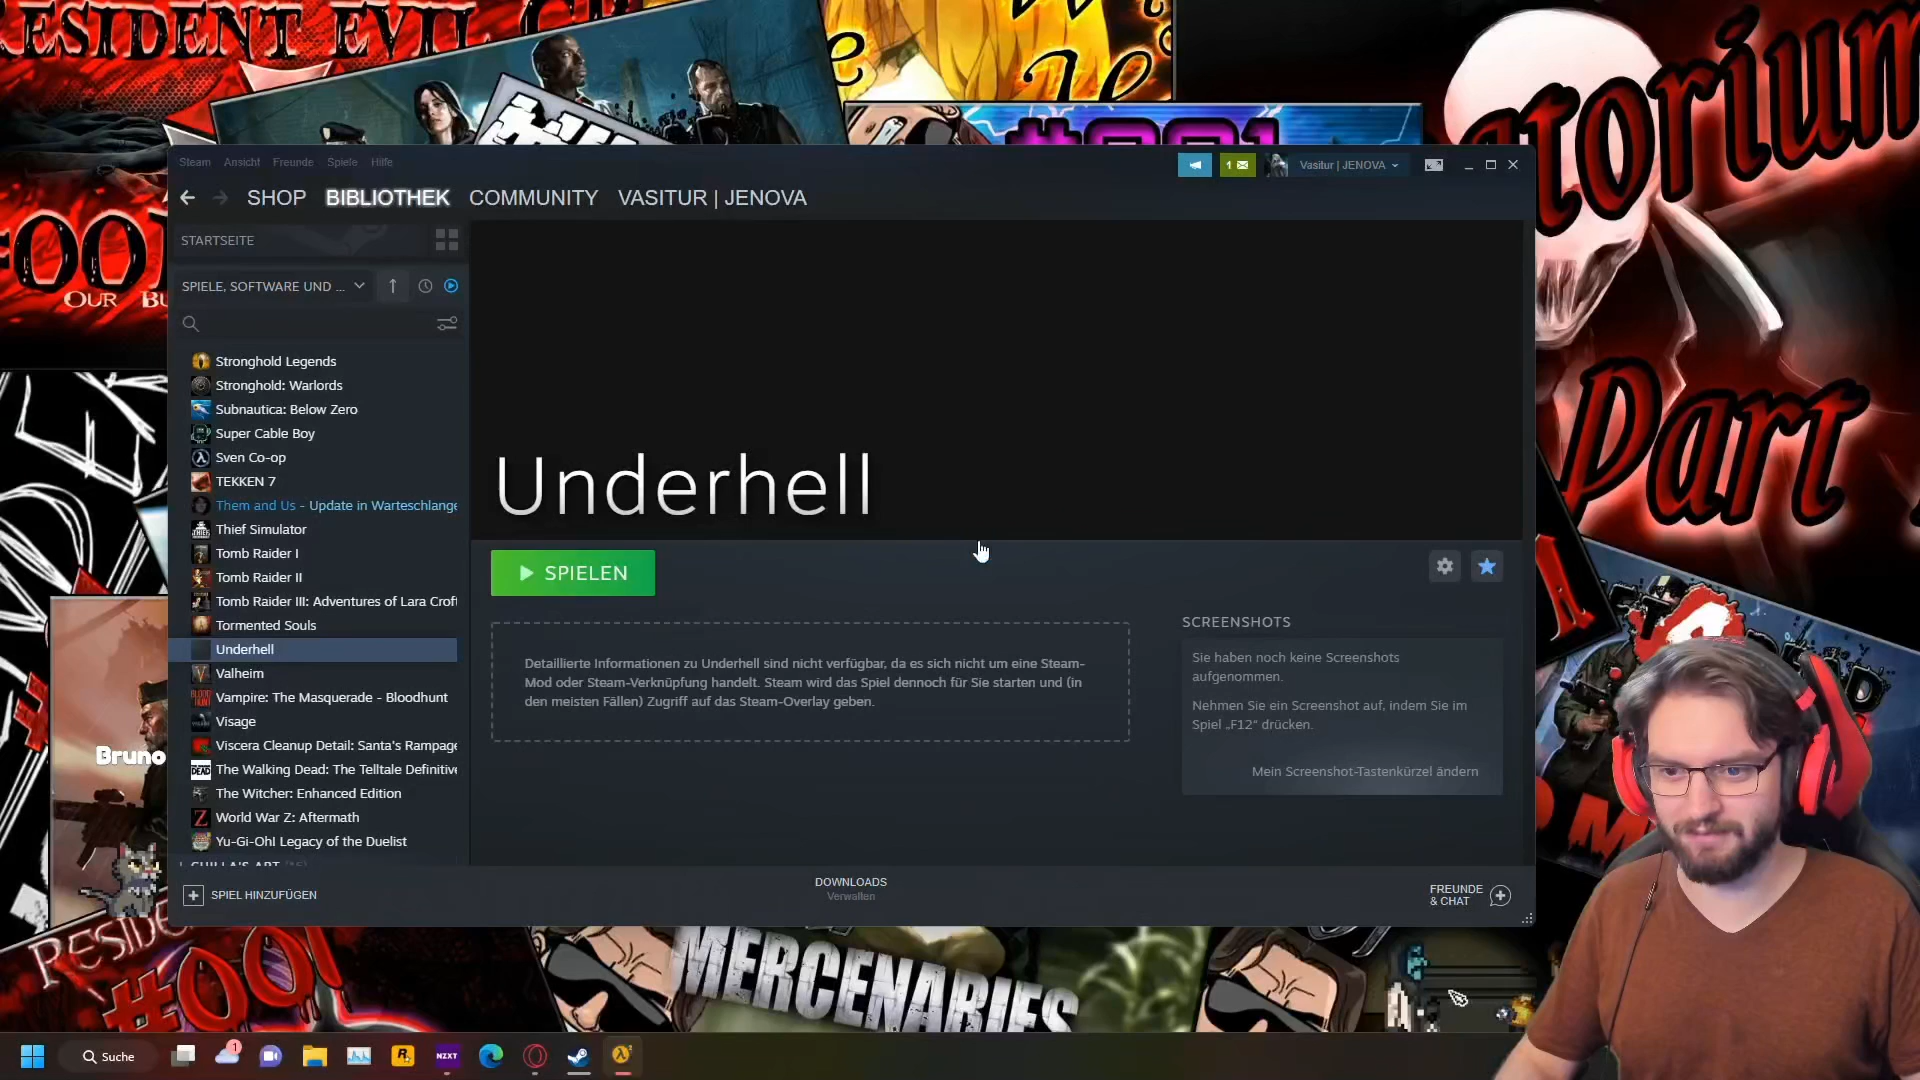 RESIDENT EVIL
#001
Steam Ansicht Freunde Spiele Hilfe
1
Vasitur | JENOVA
SHOP BIBLIOTHEK COMMUNITY VASITUR | JENOVA
STARTSEITE
SPIELE, SOFTWARE UND ...
OUR BU
Part
Stronghold Legends
Stronghold: Warlords
Subnautica: Below Zero
Super Cable Boy
Sven Co-op
TEKKEN 7
Them and Us - Update in Warteschlange
Thief Simulator
Tomb Raider I
Tomb Raider II
Tomb Raider III: Adventures of Lara Croft
Tormented Souls
Underhell
Valheim
Vampire: The Masquerade - Bloodhunt
Visage
Viscera Cleanup Detail: Santa's Rampage
The Walking Dead: The Telltale Definitive
The Witcher: Enhanced Edition
World War Z: Aftermath
Yu-Gi-Oh! Legacy of the Duelist
Underhell
SPIELEN
Detaillierte Informationen zu Underhell sind nicht verfügbar, da es sich nicht um eine Steam-
Mod oder Steam-Verknüpfung handelt. Steam wird das Spiel dennoch für Sie starten und (in
den meisten Fällen) Zugriff auf das Steam-Overlay geben.
SCREENSHOTS
Sie haben noch keine Screenshots
aufgenommen.
Nehmen Sie ein Screenshot auf, indem Sie im
Spiel „F12“ drücken.
Mein Screenshot-Tastenkürzel ändern
Bruno
SPIEL HINZUFÜGEN
DOWNLOADS
Verwalten
FREUNDE
& CHAT
#001
MERCENARIES
Suche
1
NZXT